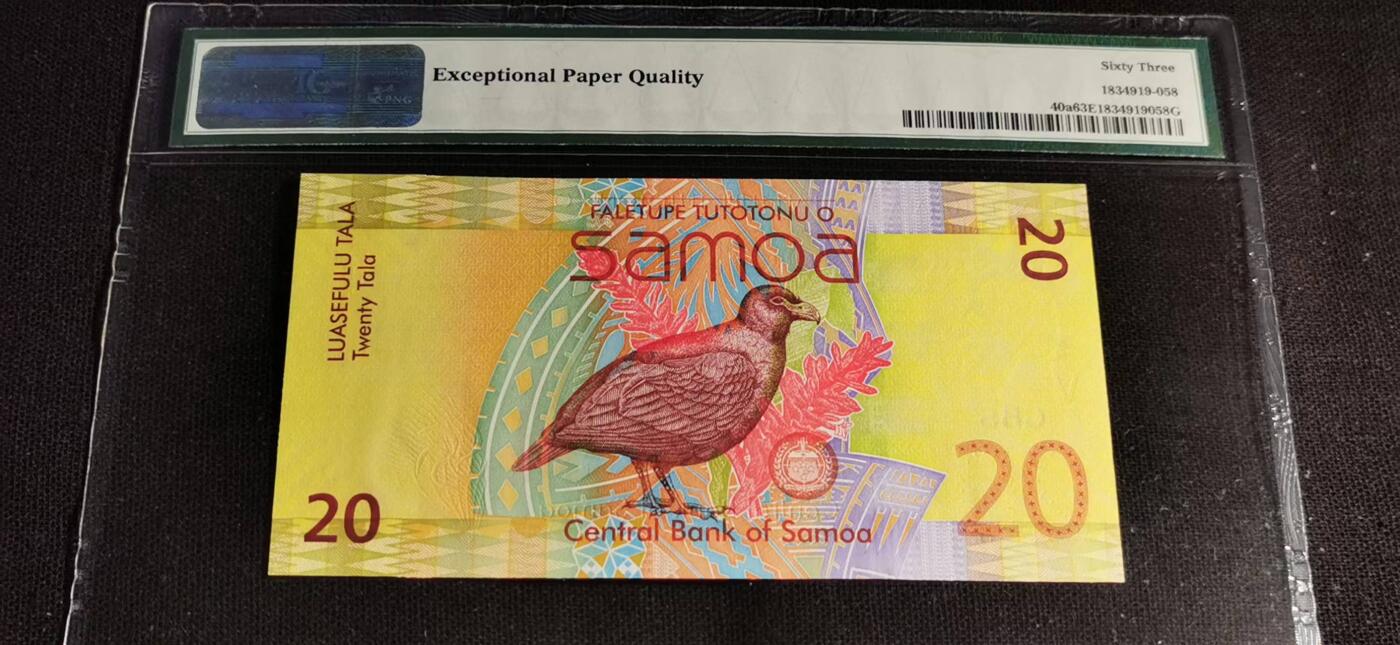 Exceptional Paper Quality
Sixty Three
1834919-058
40a63E1834919058G
FALETUPE TUTOTONU O
samoa
LUASEFULU TALA
Twenty Tala
20
20
20
Central Bank of Samoa